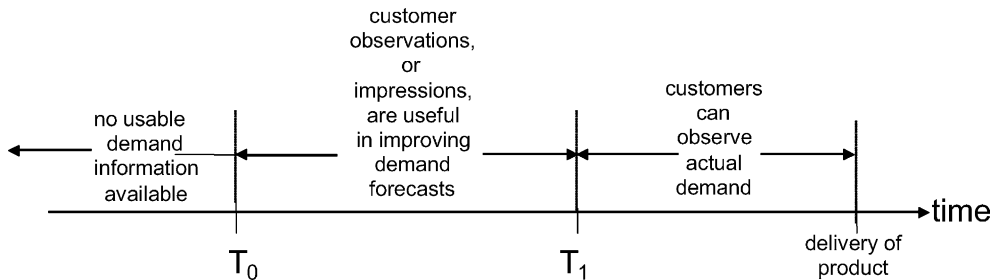 no usable
demand
information
available
customer
observations,
or
impressions,
are useful
in improving
demand
forecasts
customers
can
observe
actual
demand
time
T₀
T₁
delivery of
product